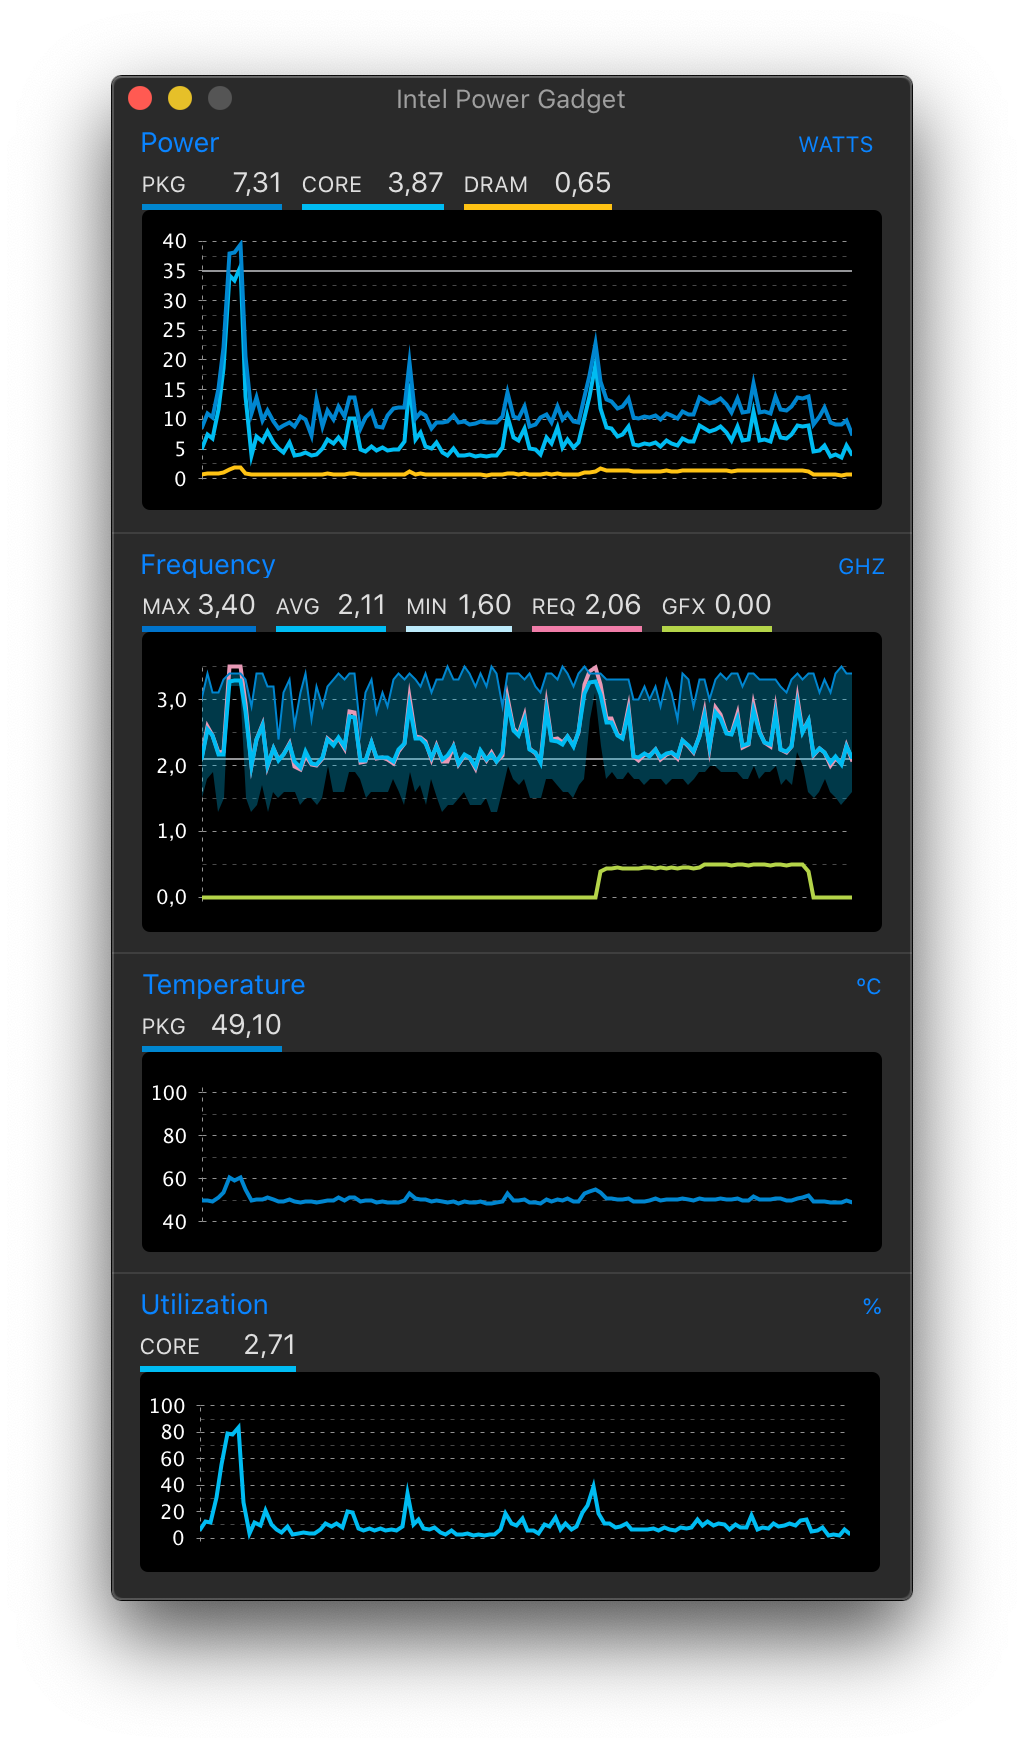 Intel Power Gadget
Power WATTS
PKG 7,31 CORE 3,87 DRAM 0,65
40
35
30
25
20
15
10
5
0
Frequency GHZ
MAX 3,40 AVG 2,11 MIN 1,60 REQ 2,06 GFX 0,00
3,0
2,0
1,0
0,0
Temperature ºC
PKG 49,10
100
80
60
40
Utilization %
CORE 2,71
100
80
60
40
20
0